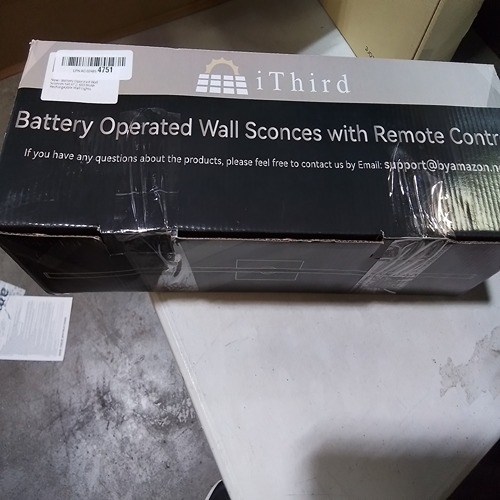 4751
iThird
Battery Operated Wall Sconces with Remote Contr
If you have any questions about the products, please feel free to contact us by Email: support@byamazon.n